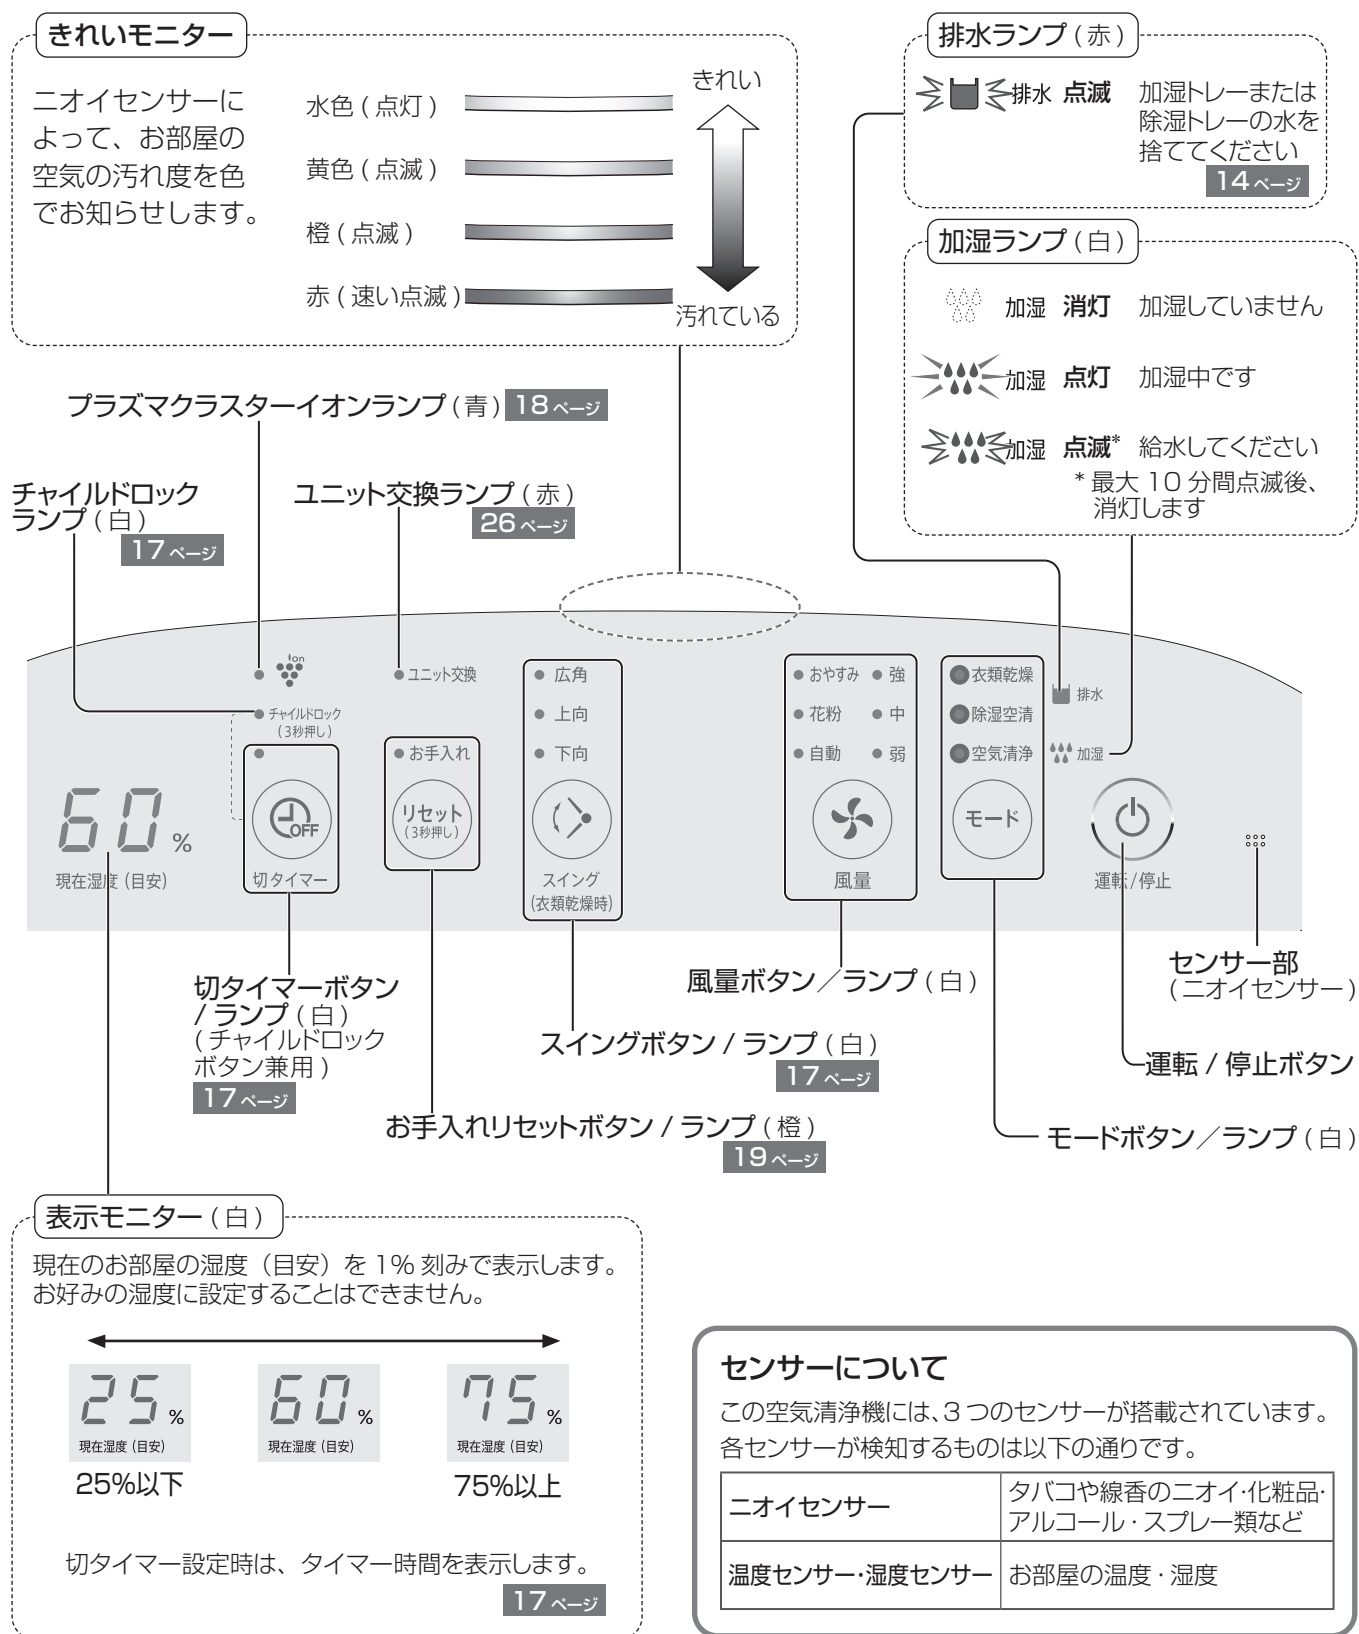 きれいモニター
ニオイセンサーに
よって、お部屋の
空気の汚れ度を色
でお知らせします。
水色 ( 点灯 )
黄色 ( 点滅 )
橙 ( 点滅 )
赤 ( 速い点滅 )
きれい
汚れている
排水ランプ ( 赤 )
排水 点滅 加湿トレーまたは
除湿トレーの水を
捨ててください
14 ページ
加湿ランプ ( 白 )
加湿 消灯 加湿していません
加湿 点灯 加湿中です
加湿 点滅* 給水してください
* 最大 10 分間点滅後、
消灯します
プラズマクラスターイオンランプ ( 青 ) 18 ページ
チャイルドロック
ランプ ( 白 )
17 ページ
ユニット交換ランプ ( 赤 )
26 ページ
ion
チャイルドロック
(3秒押し)
OFF
切タイマー
60 %
現在湿度 (目安)
ユニット交換
お手入れ
リセット
(3秒押し)
広角
上向
下向
スイング
(衣類乾燥時)
おやすみ 強
花粉 中
自動 弱
風量
衣類乾燥
除湿空清
空気清浄
モード
排水
加湿
運転/停止
切タイマーボタン
/ ランプ ( 白 )
( チャイルドロック
ボタン兼用 )
17 ページ
お手入れリセットボタン / ランプ ( 橙 )
19 ページ
スイングボタン / ランプ ( 白 )
17 ページ
風量ボタン/ランプ ( 白 )
センサー部
( ニオイセンサー )
運転 / 停止ボタン
モードボタン/ランプ ( 白 )
表示モニター ( 白 )
現在のお部屋の湿度(目安)を 1% 刻みで表示します。
お好みの湿度に設定することはできません。
25 %
現在湿度 (目安)
25%以下
60 %
現在湿度 (目安)
75 %
現在湿度 (目安)
75%以上
切タイマー設定時は、タイマー時間を表示します。
17 ページ
センサーについて
この空気清浄機には、3 つのセンサーが搭載されています。
各センサーが検知するものは以下の通りです。
ニオイセンサー
タバコや線香のニオイ・化粧品・
アルコール・スプレー類など
温度センサー・湿度センサー
お部屋の温度・湿度